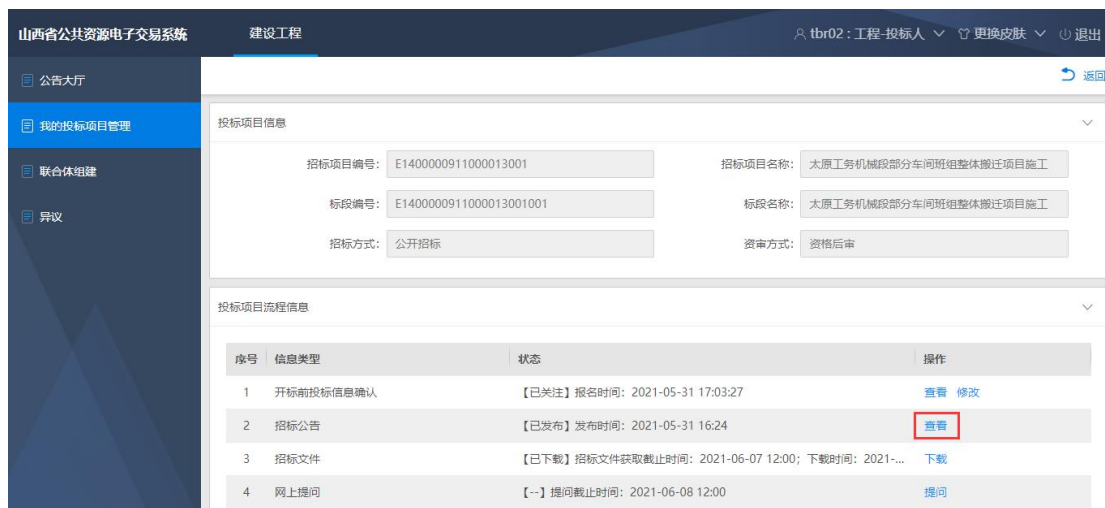 山西省公共资源电子交易系统 建设工程 tbr02 : 工程-投标人 更换皮肤 退出
公告大厅 返回
我的投标项目管理 投标项目信息
招标项目编号: E1400000911000013001 招标项目名称: 太原工务机械段部分车间班组整体搬迁项目施工
联合体组建
标段编号: E1400000911000013001001 标段名称: 太原工务机械段部分车间班组整体搬迁项目施工
异议
招标方式: 公开招标 资审方式: 资格后审
投标项目流程信息
序号 信息类型 状态 操作
1 开标前投标信息确认 【已关注】报名时间：2021-05-31 17:03:27 查看 修改
2 招标公告 【已发布】发布时间：2021-05-31 16:24 查看
3 招标文件 【已下载】招标文件获取截止时间：2021-06-07 12:00；下载时间：2021-... 下载
4 网上提问 【--】提问截止时间：2021-06-08 12:00 提问